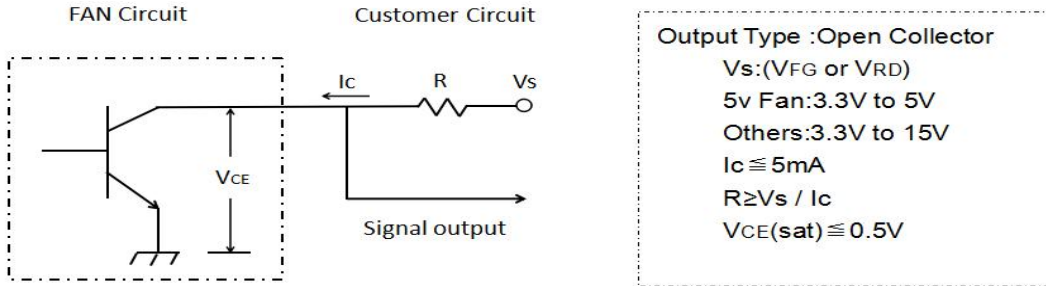 FAN Circuit
Customer Circuit
Ic
R
Vs
VCE
Signal output
Output Type :Open Collector
Vs:(VFG or VRD)
5v Fan:3.3V to 5V
Others:3.3V to 15V
Ic≦5mA
R≥Vs / Ic
VCE(sat)≦0.5V